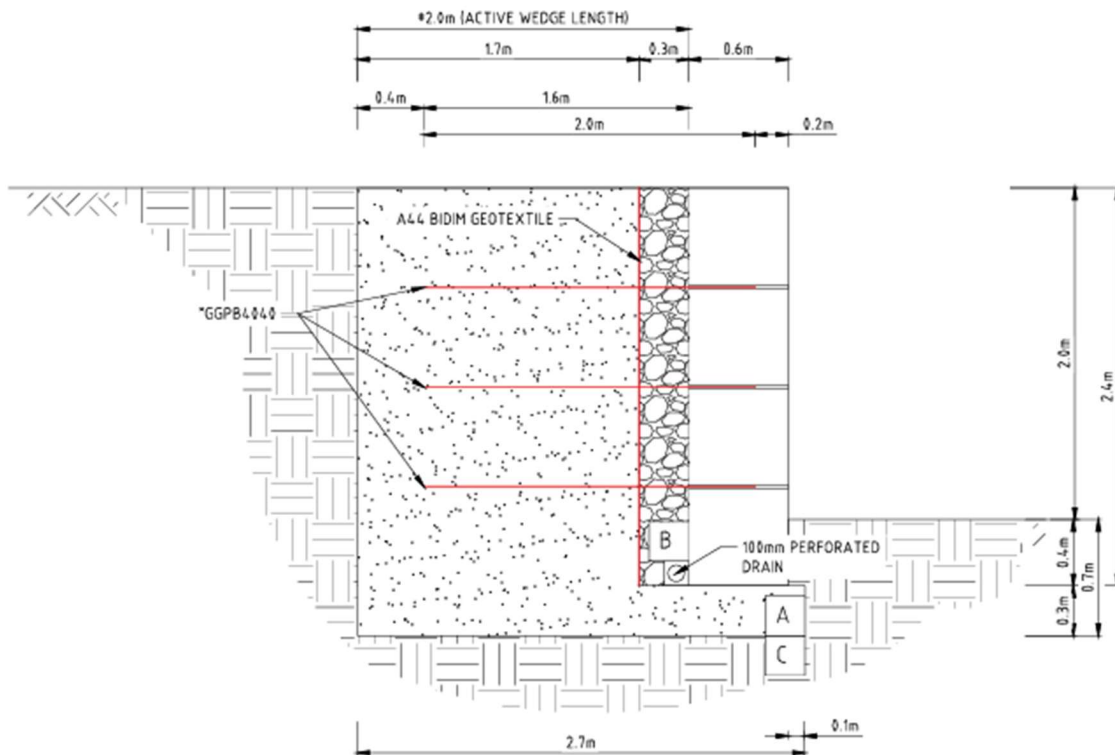 *2.0m (ACTIVE WEDGE LENGTH)
1.7m
0.3m
0.6m
0.4m
1.6m
2.0m
0.2m
A44 BIDIM GEOTEXTILE
*GGPB4040
2.0m
2.4m
B
100mm PERFORATED
DRAIN
0.4m
0.7m
A
0.3m
C
0.1m
2.7m